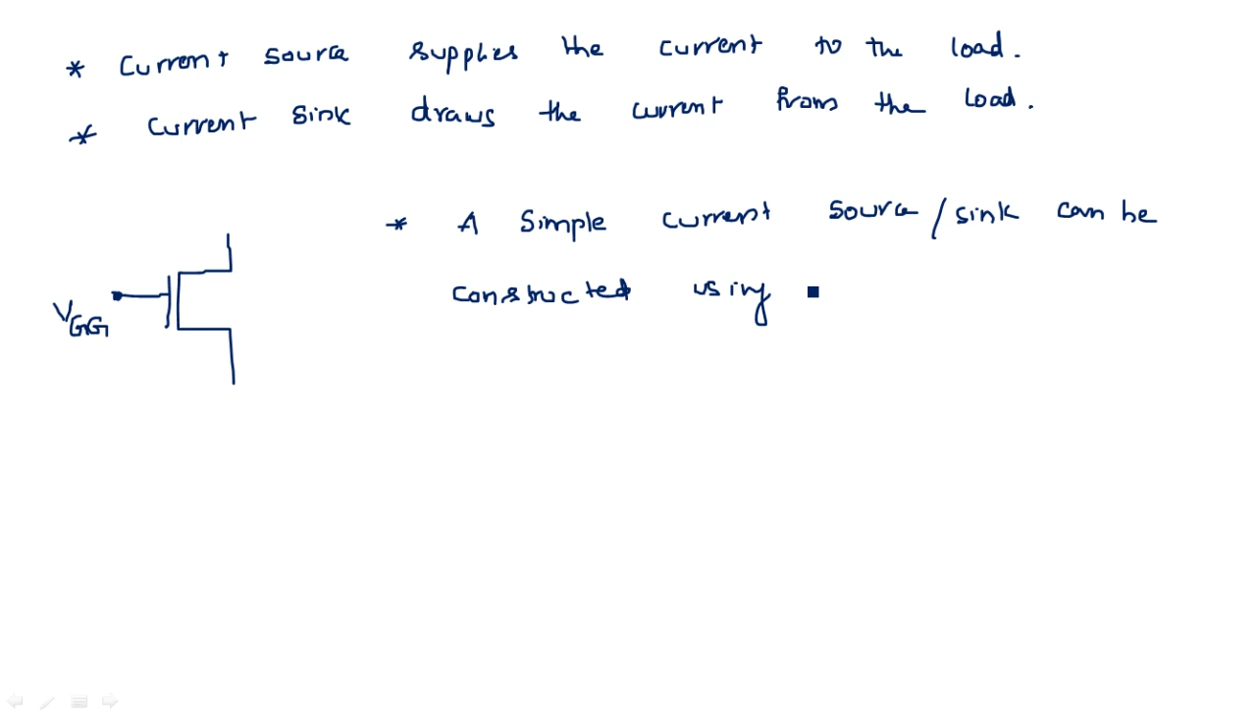 * Current source supplies the current to the load.
* Current sink draws the current from the load.
* A simple current source/sink can be
constructed using
VGG